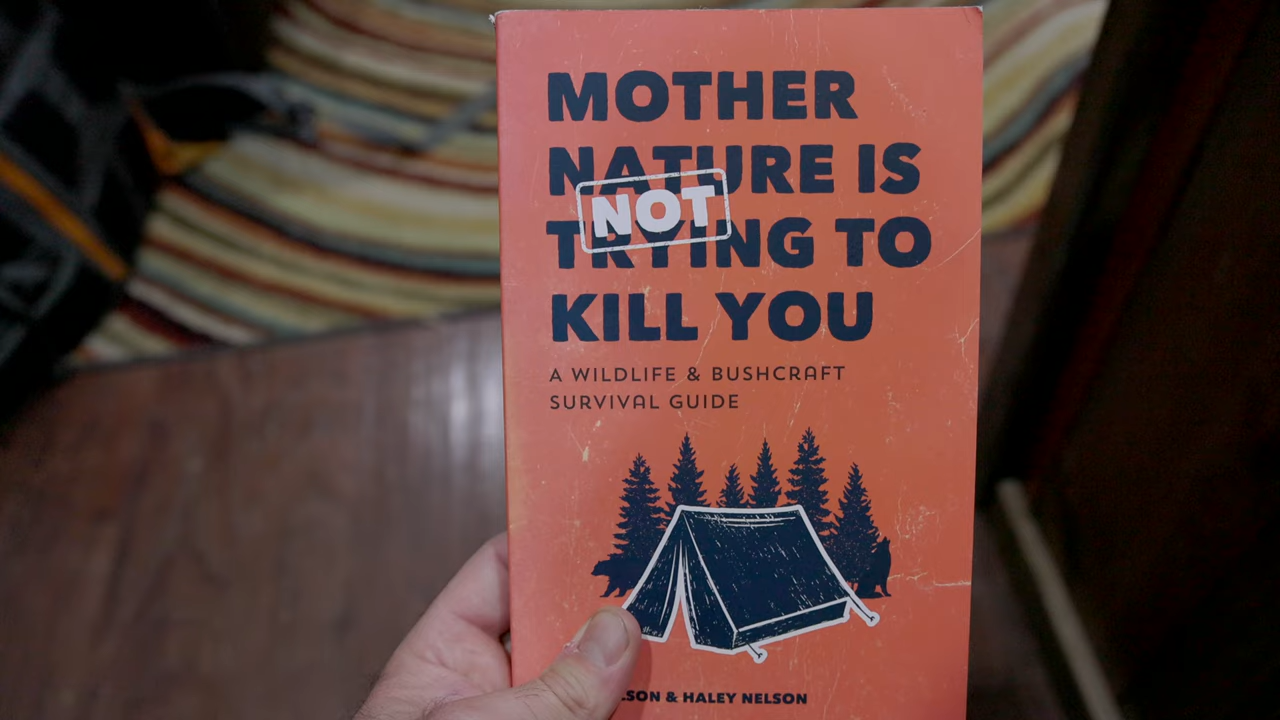 MOTHER
NATURE IS
NOT
TRYING TO
KILL YOU
A WILDLIFE & BUSHCRAFT
SURVIVAL GUIDE
& HALEY NELSON